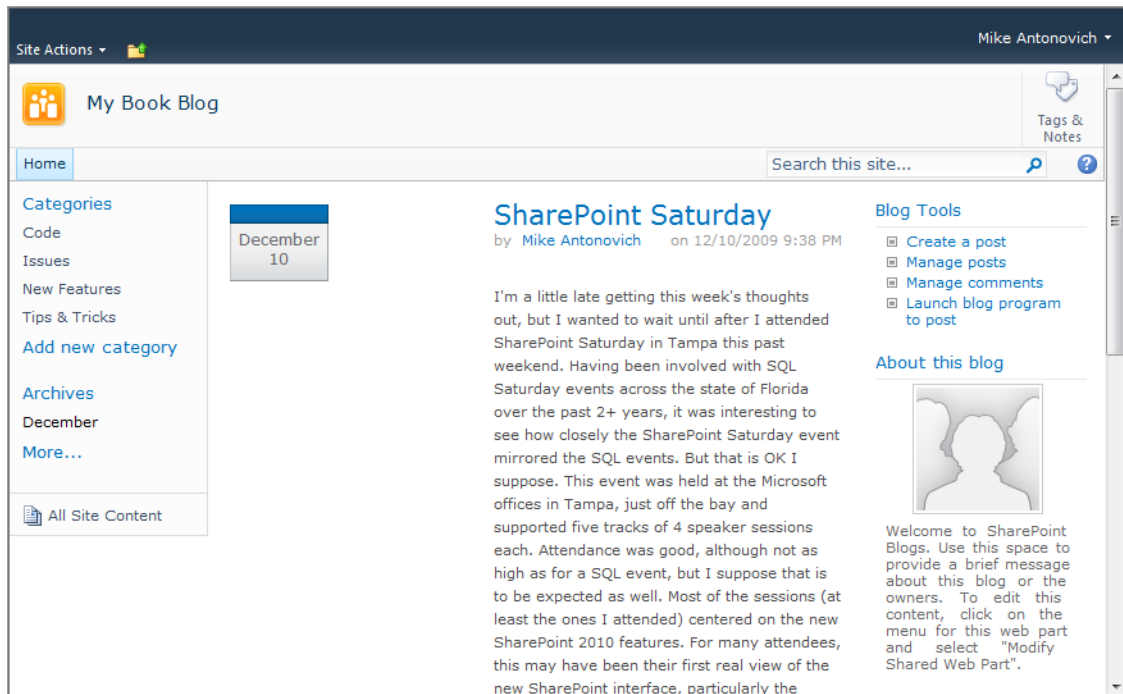 Site Actions
Mike Antonovich
My Book Blog
Tags &
Notes
Home
Search this site...
Categories
Code
Issues
New Features
Tips & Tricks
Add new category
Archives
December
More...
All Site Content
December
10
SharePoint Saturday
by Mike Antonovich on 12/10/2009 9:38 PM
I'm a little late getting this week's thoughts
out, but I wanted to wait until after I attended
SharePoint Saturday in Tampa this past
weekend. Having been involved with SQL
Saturday events across the state of Florida
over the past 2+ years, it was interesting to
see how closely the SharePoint Saturday event
mirrored the SQL events. But that is OK I
suppose. This event was held at the Microsoft
offices in Tampa, just off the bay and
supported five tracks of 4 speaker sessions
each. Attendance was good, although not as
high as for a SQL event, but I suppose that is
to be expected as well. Most of the sessions (at
least the ones I attended) centered on the new
SharePoint 2010 features. For many attendees,
this may have been their first real view of the
new SharePoint interface, particularly the
Blog Tools
Create a post
Manage posts
Manage comments
Launch blog program
to post
About this blog
Welcome to SharePoint
Blogs. Use this space to
provide a brief message
about this blog or the
owners. To edit this
content, click on the
menu for this web part
and select "Modify
Shared Web Part".